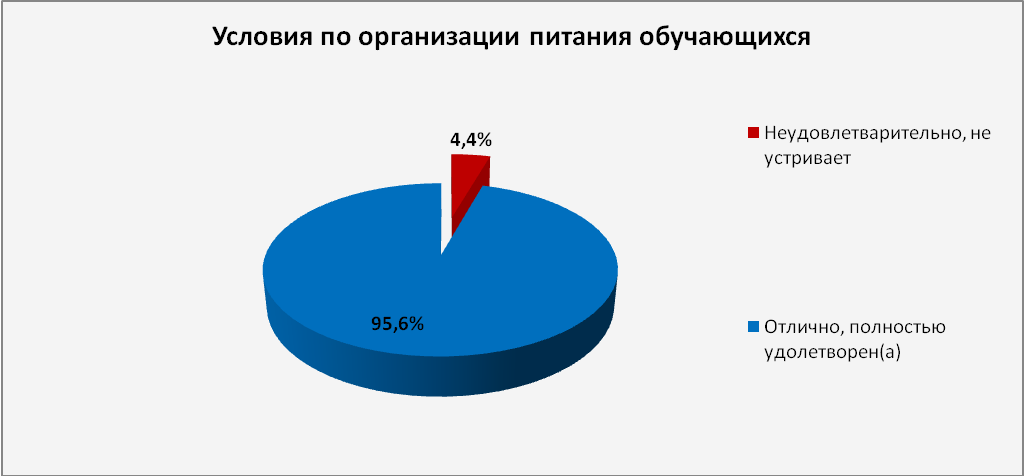 Условия по организации питания обучающихся
4,4%
Неудовлетварительно, не
устривает
95,6%
Отлично, полностью
удолетворен(а)